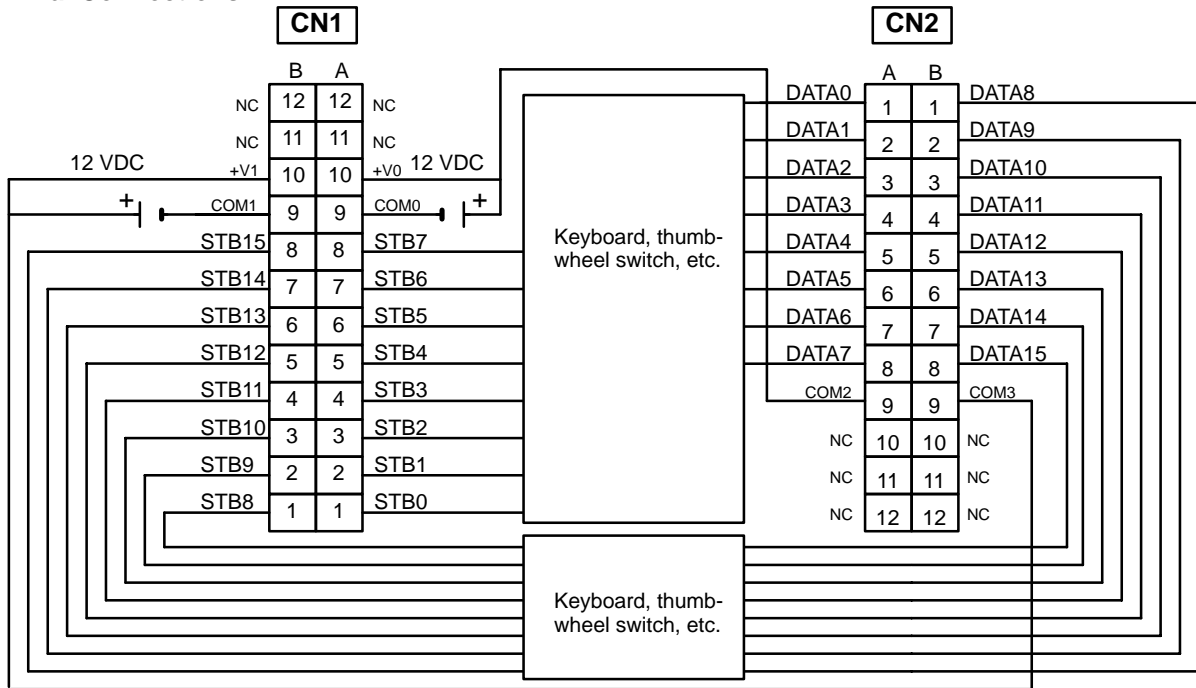 CN1
CN2
B A
A B
NC 12 12 NC
NC 11 11 NC
12 VDC +V1 10 10 +V0 12 VDC
+ COM1 9 9 COM0 +
STB15 8 8 STB7
STB14 7 7 STB6
STB13 6 6 STB5
STB12 5 5 STB4
STB11 4 4 STB3
STB10 3 3 STB2
STB9 2 2 STB1
STB8 1 1 STB0
Keyboard, thumb-
wheel switch, etc.
DATA0 1 1 DATA8
DATA1 2 2 DATA9
DATA2 3 3 DATA10
DATA3 4 4 DATA11
DATA4 5 5 DATA12
DATA5 6 6 DATA13
DATA6 7 7 DATA14
DATA7 8 8 DATA15
COM2 9 9 COM3
NC 10 10 NC
NC 11 11 NC
NC 12 12 NC
Keyboard, thumb-
wheel switch, etc.